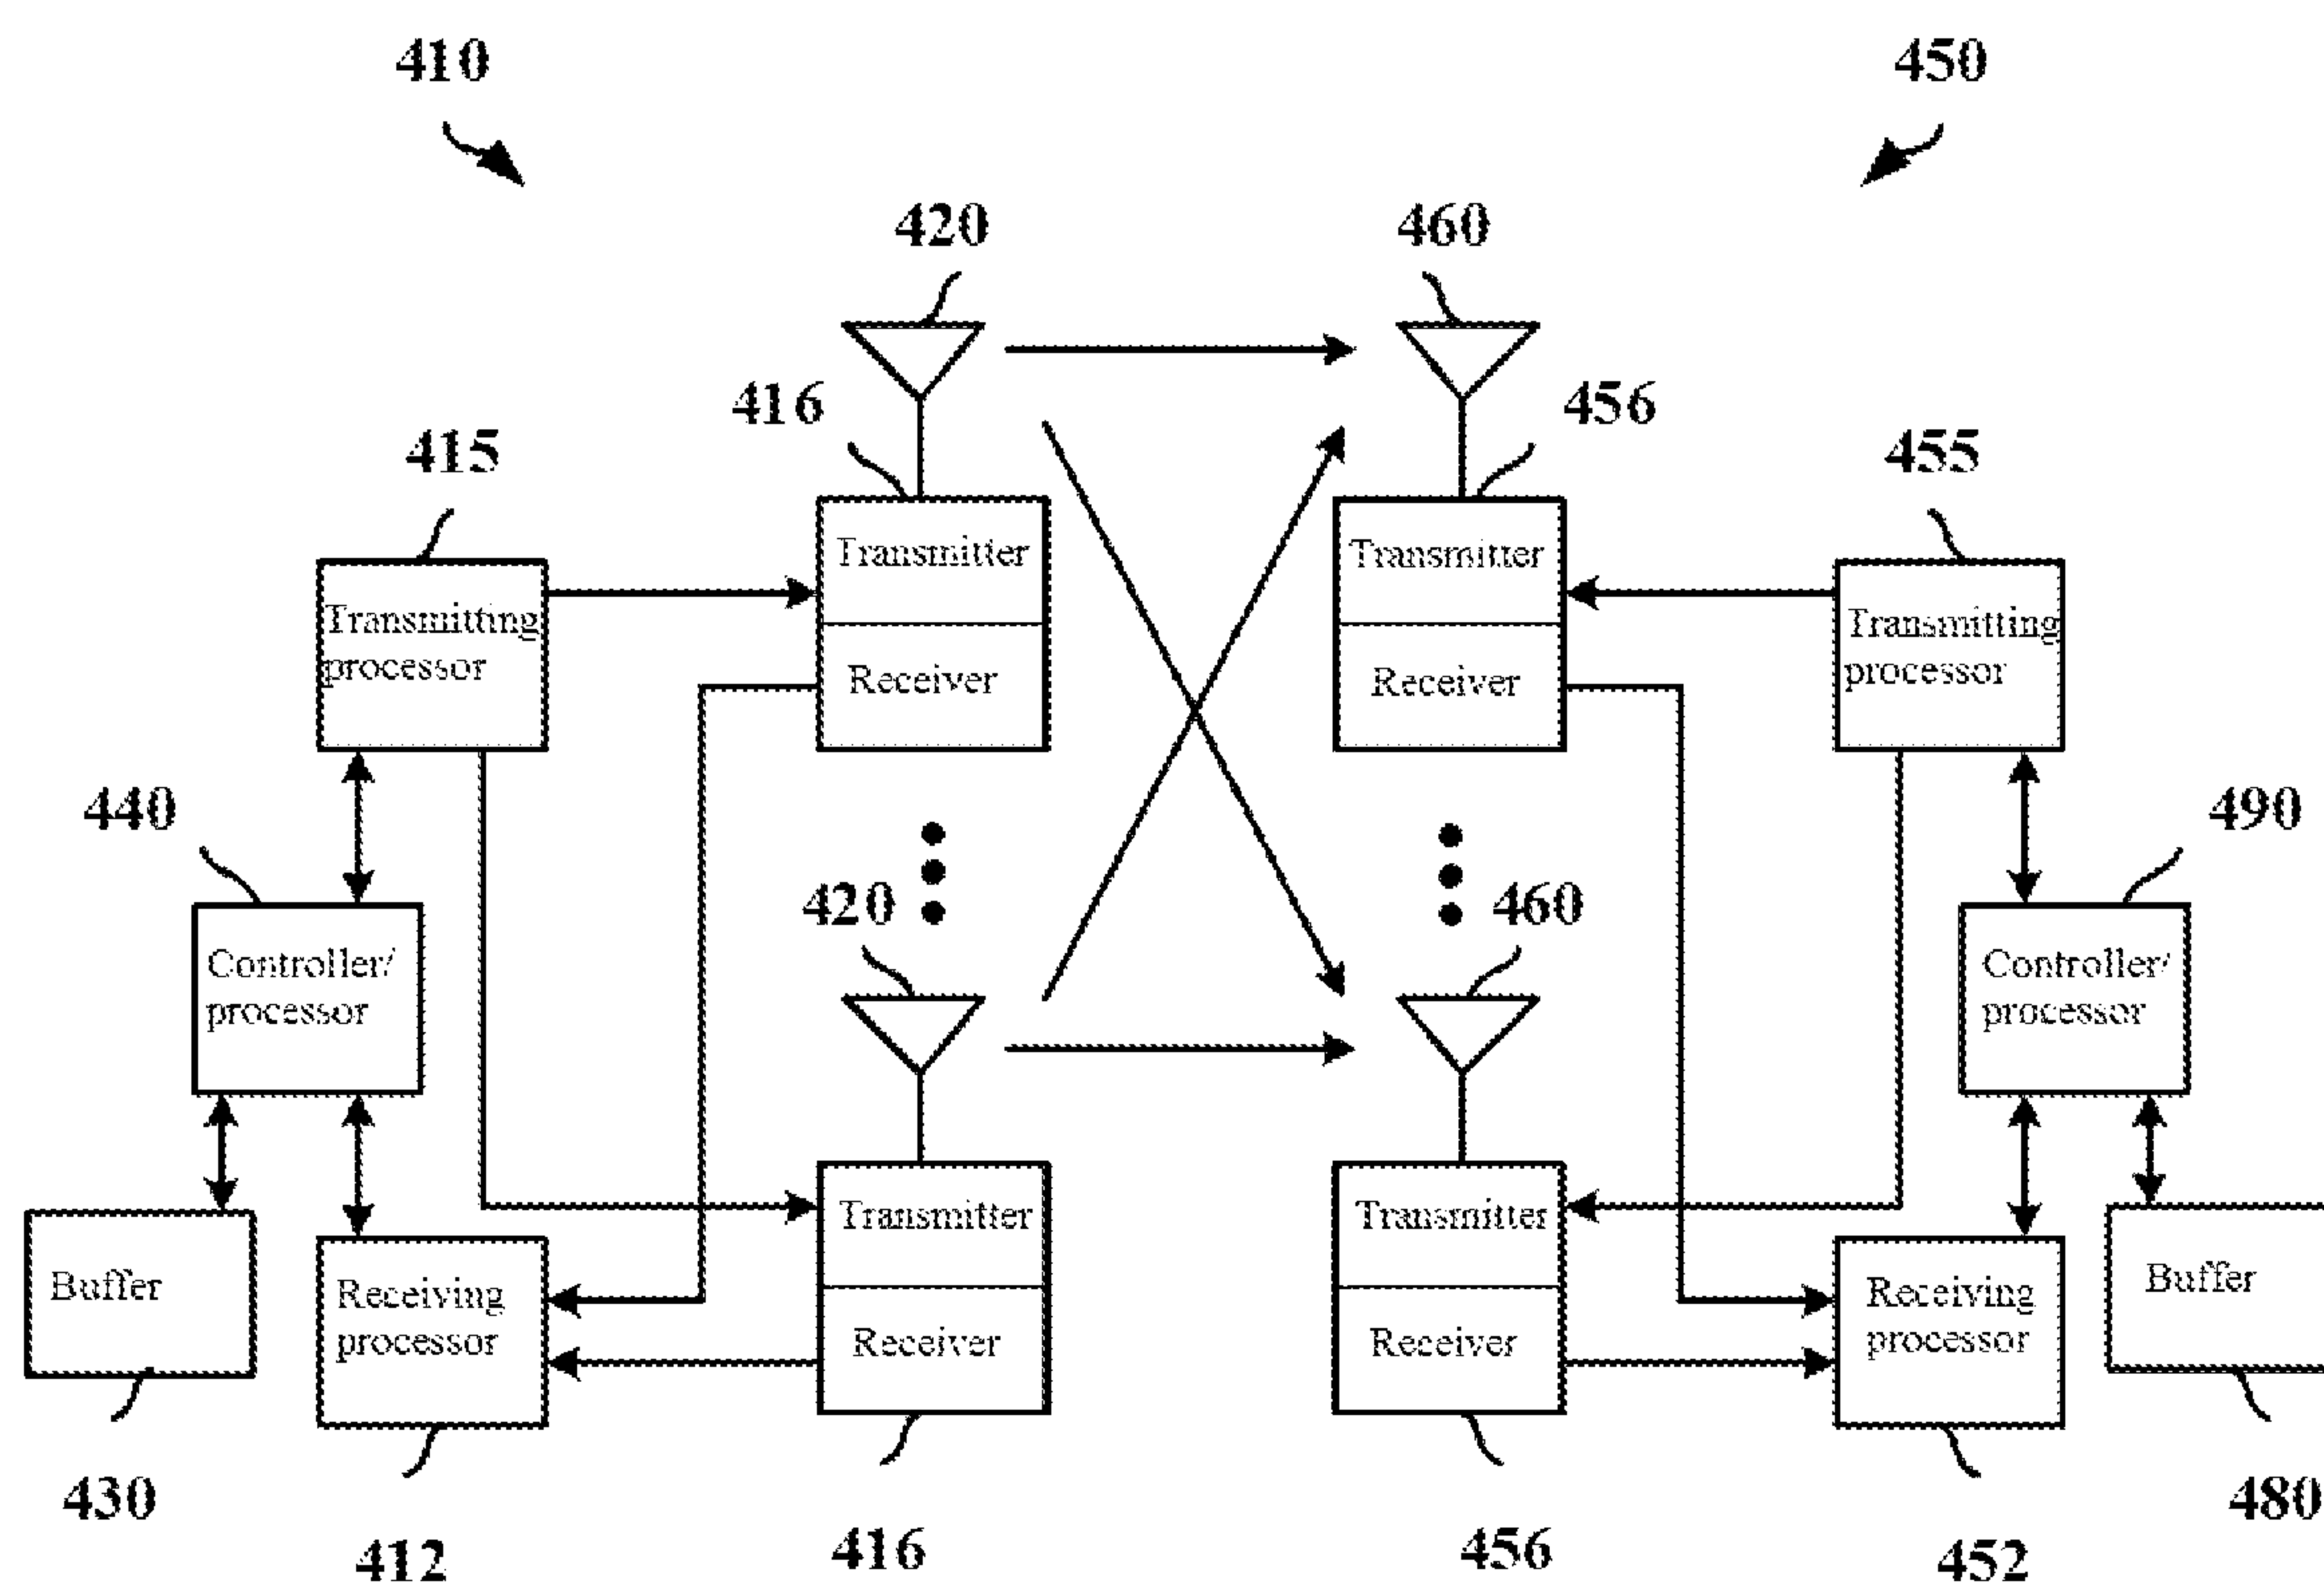 410
450
420
460
416
456
415
455
Transmitter
Transmitter
Transmitting
processor
Transmitting
processor
Receiver
Receiver
440
490
420
460
Controller/
processor
Controller/
processor
Transmitter
Transmitter
Buffer
Receiving
processor
Receiver
Receiver
Receiving
processor
Buffer
430
480
412
416
456
452